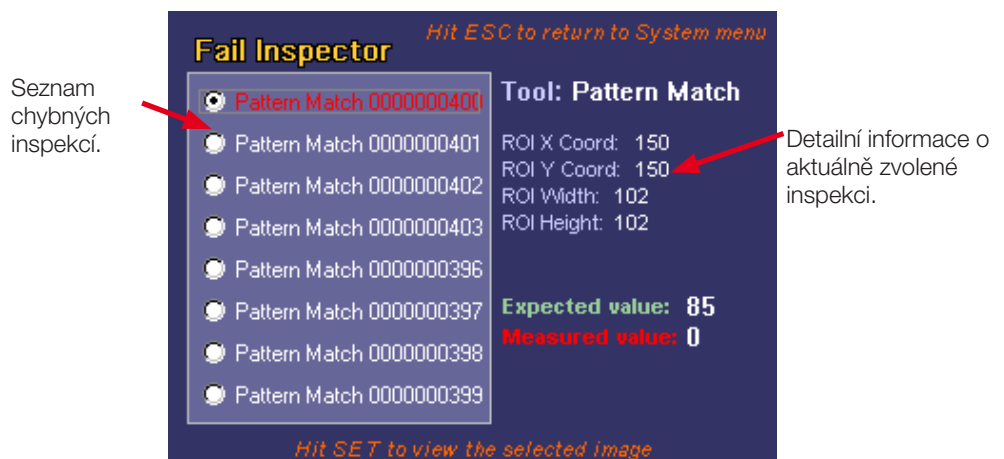 Hit ESC to return to System menu
Fail Inspector
Seznam
chybných
inspekcí.
Pattern Match 0000000400
Pattern Match 0000000401
Pattern Match 0000000402
Pattern Match 0000000403
Pattern Match 0000000396
Pattern Match 0000000397
Pattern Match 0000000398
Pattern Match 0000000399
Tool: Pattern Match
ROI X Coord: 150
ROI Y Coord: 150
ROI Width: 102
ROI Height: 102
Expected value: 85
Measured value: 0
Detailní informace o
aktuálně zvolené
inspekci.
Hit SET to view the selected image